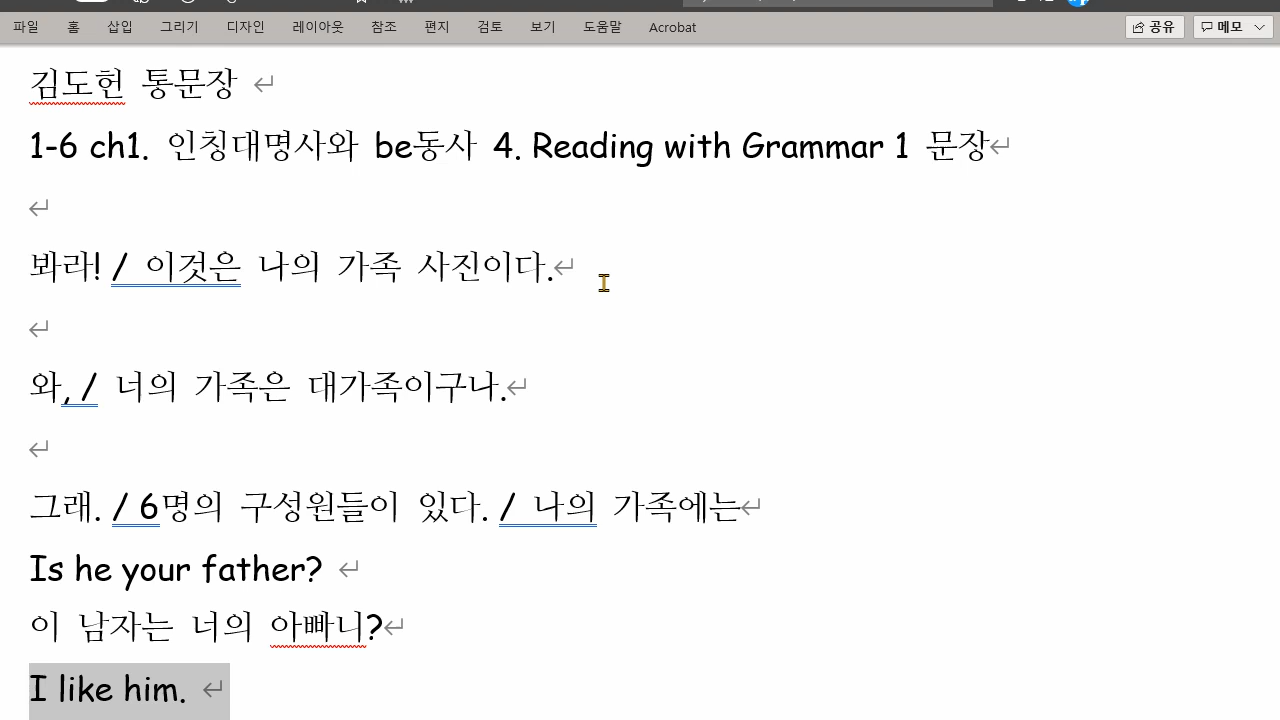 파일 홈 삽입 그리기 디자인 레이아웃 참조 편지 검토 보기 도움말 Acrobat 공유 메모
김도헌 통문장
1-6 ch1. 인칭대명사와 be동사 4. Reading with Grammar 1 문장
봐라! / 이것은 나의 가족 사진이다.
와, / 너의 가족은 대가족이구나.
그래. / 6명의 구성원들이 있다. / 나의 가족에는
Is he your father?
이 남자는 너의 아빠니?
I like him.